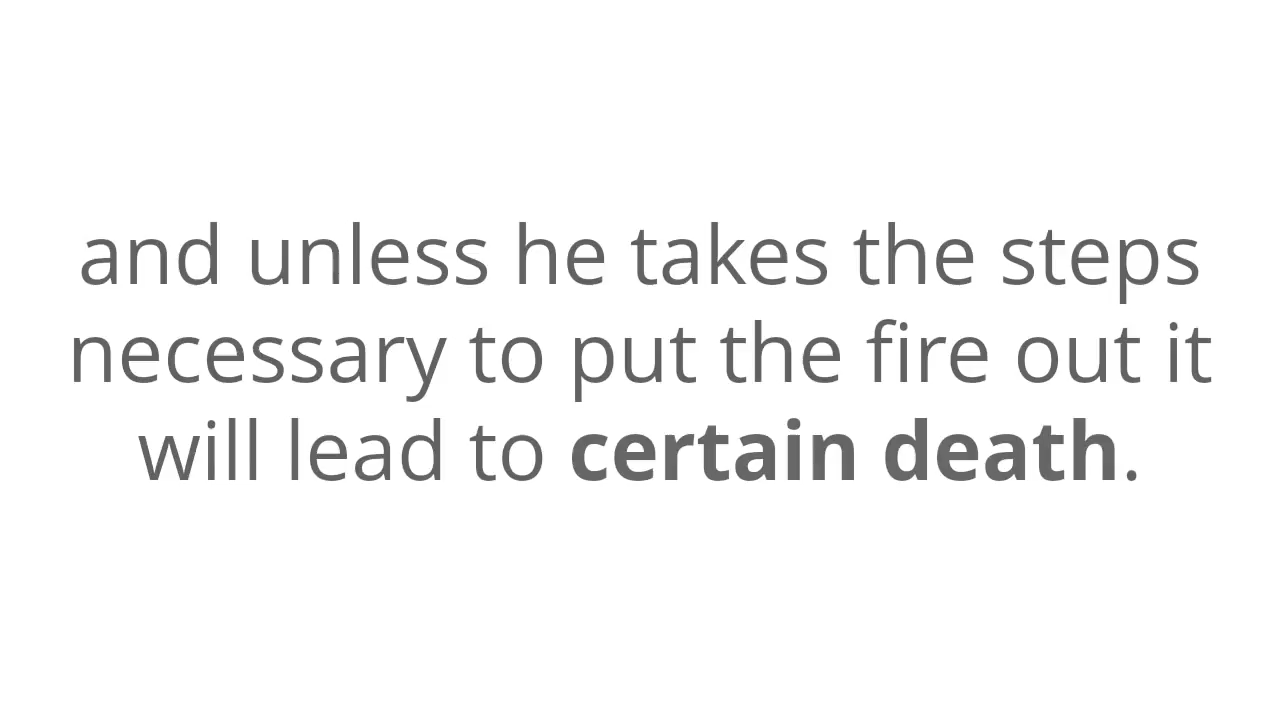 and unless he takes the steps
necessary to put the fire out it
will lead to certain death.